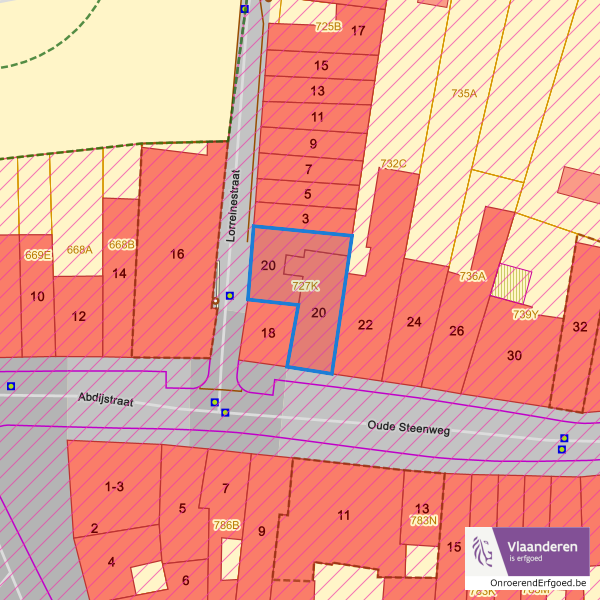 725B
17
15
735A
13
11
9
732C
7
5
3
Lorreinestraat
668B
668A
669E
16
20
14
727K
736A
10
12
20
739Y
18
22
24
26
30
32
Abdijstraat
Oude Steenweg
1-3
7
5
11
13
783N
2
786B
9
4
6
15
Vlaanderen
is erfgoed
OnroerendErfgoed.be